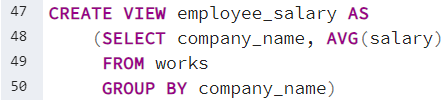 47 CREATE VIEW employee_salary AS
48     (SELECT company_name, AVG(salary)
49      FROM works
50      GROUP BY company_name)